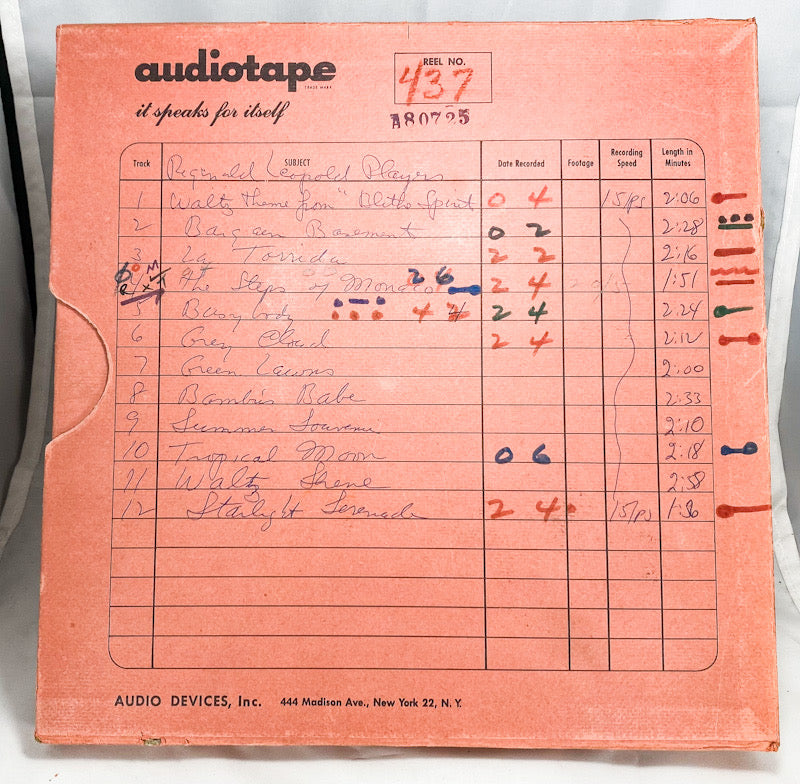 audiotape
TRADE MARK
it speaks for itself
REEL NO.
437
A80725
Track SUBJECT Date Recorded Footage Recording Speed Length in Minutes
Reginald Leopold Players
1 Waltz theme from "Blithe Spirit 0 4 15 ips 2:06
2 Bargain Basement 0 2 2:28
3 La Torrida 2 2 2:16
4 The Steps of Monaco 2 6 2 4 1:51
5 Busybody 4 2 4 2:24
6 Grey Cloud 2 4 2:12
7 Green Lawns 2:00
8 Bambus Babe 2:33
9 Summer Souvenir 2:10
10 Tropical Moon 0 6 2:18
11 Waltz Irene 2:58
12 Starlight Serenade 2 4 15 ips 1:36
AUDIO DEVICES, Inc. 444 Madison Ave., New York 22, N. Y.